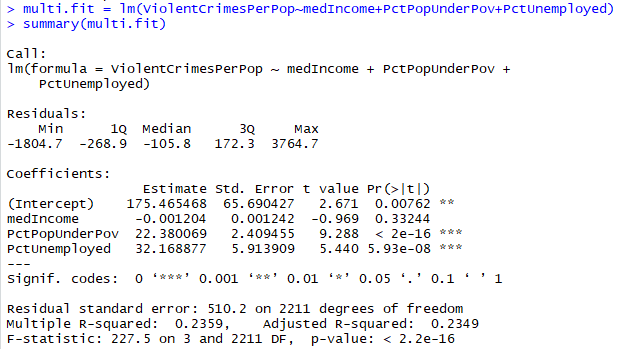 > multi.fit = lm(ViolentCrimesPerPop~medIncome+PctPopUnderPov+PctUnemployed)
> summary(multi.fit)
Call:
lm(formula = ViolentCrimesPerPop ~ medIncome + PctPopUnderPov +
    PctUnemployed)
Residuals:
    Min      1Q  Median      3Q     Max
-1804.7  -268.9  -105.8   172.3  3764.7
Coefficients:
                 Estimate Std. Error t value Pr(>|t|)
(Intercept)    175.465468  65.690427   2.671  0.00762 **
medIncome       -0.001204   0.001242  -0.969  0.33244
PctPopUnderPov  22.380069   2.409455   9.288  < 2e-16 ***
PctUnemployed   32.168877   5.913909   5.440 5.93e-08 ***
---
Signif. codes:  0 ‘***’ 0.001 ‘**’ 0.01 ‘*’ 0.05 ‘.’ 0.1 ‘ ’ 1
Residual standard error: 510.2 on 2211 degrees of freedom
Multiple R-squared:  0.2359,    Adjusted R-squared:  0.2349
F-statistic: 227.5 on 3 and 2211 DF,  p-value: < 2.2e-16